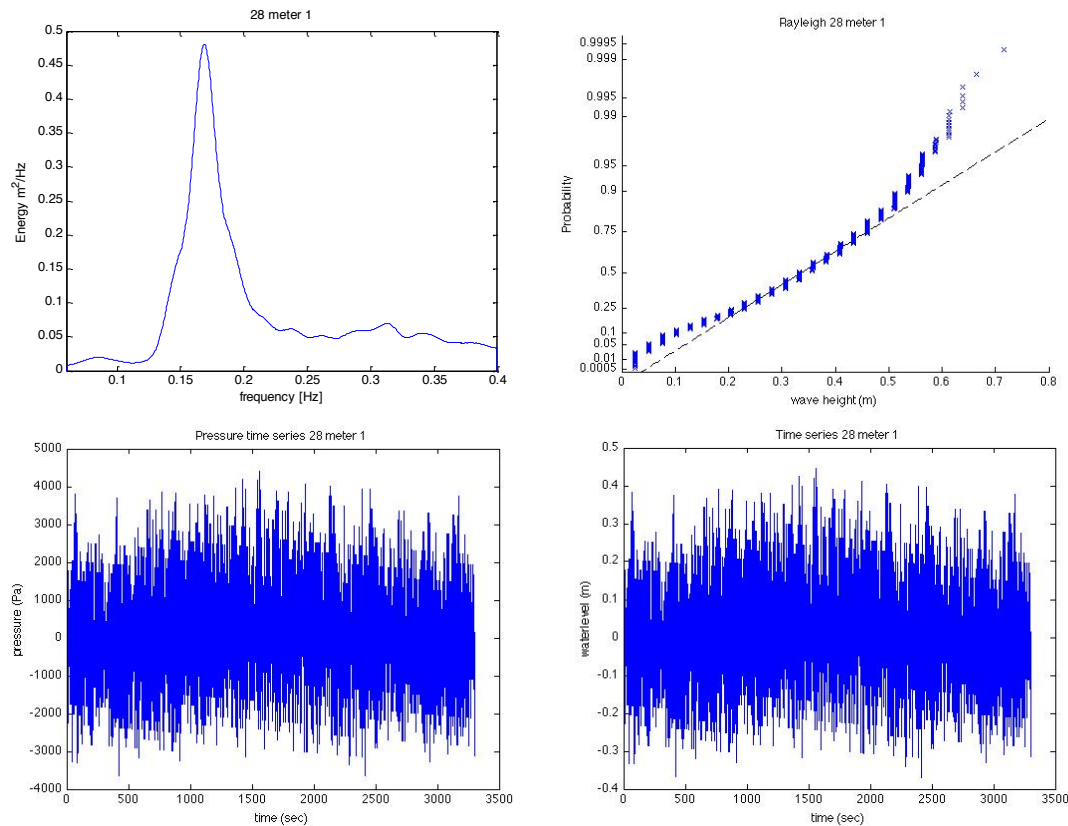 28 meter 1
0.5
0.45
0.4
0.35
0.3
0.25
0.2
0.15
0.1
0.05
0
Energy m²/Hz
0.1 0.15 0.2 0.25 0.3 0.35 0.4
frequency [Hz]
Rayleigh 28 meter 1
0.9995
0.999
0.995
0.99
0.95
0.9
0.75
0.5
0.25
0.1
0.05
0.01
0.0005
Probability
0 0.1 0.2 0.3 0.4 0.5 0.6 0.7 0.8
wave height (m)
Pressure time series 28 meter 1
5000
4000
3000
2000
1000
0
-1000
-2000
-3000
-4000
pressure (Pa)
0 500 1000 1500 2000 2500 3000 3500
time (sec)
Time series 28 meter 1
0.5
0.4
0.3
0.2
0.1
0
-0.1
-0.2
-0.3
-0.4
waterlevel (m)
0 500 1000 1500 2000 2500 3000 3500
time (sec)